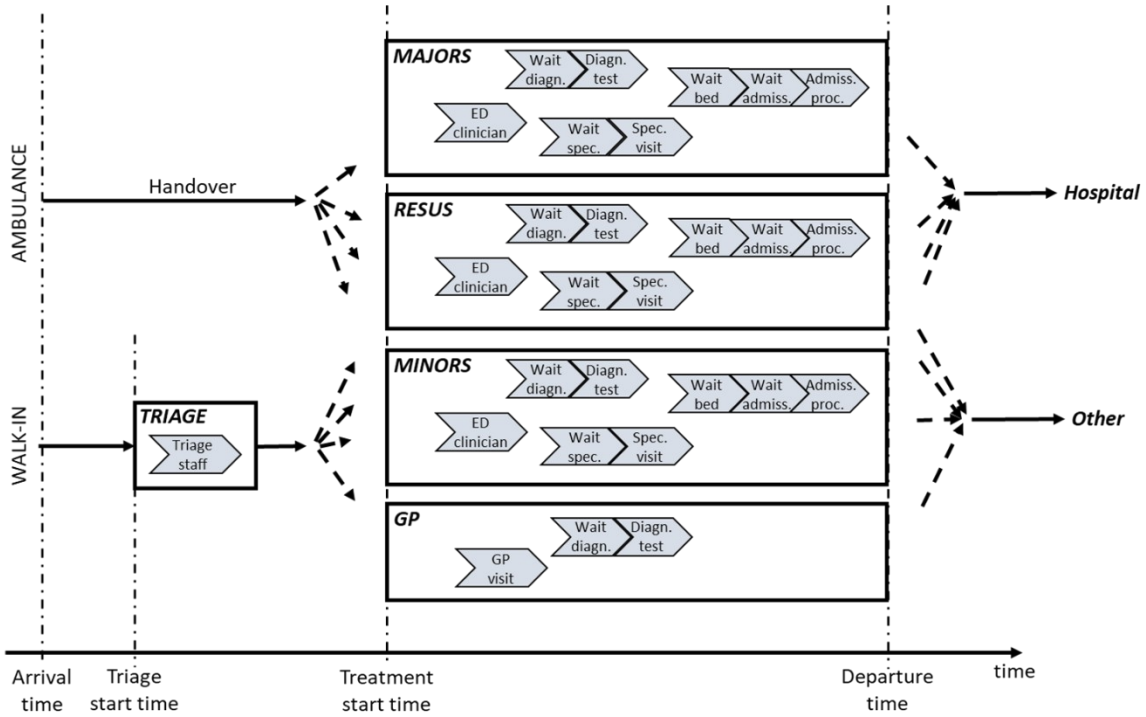 AMBULANCE
Handover
WALK-IN
TRIAGE
Triage
staff
MAJORS
Wait
diagn.
Diagn.
test
Wait
bed
Wait
admiss.
Admiss.
proc.
ED
clinician
Wait
spec.
Spec.
visit
RESUS
Wait
diagn.
Diagn.
test
Wait
bed
Wait
admiss.
Admiss.
proc.
ED
clinician
Wait
spec.
Spec.
visit
MINORS
Wait
diagn.
Diagn.
test
Wait
bed
Wait
admiss.
Admiss.
proc.
ED
clinician
Wait
spec.
Spec.
visit
GP
Wait
diagn.
Diagn.
test
GP
visit
Hospital
Other
Arrival
time
Triage
start time
Treatment
start time
Departure
time
time